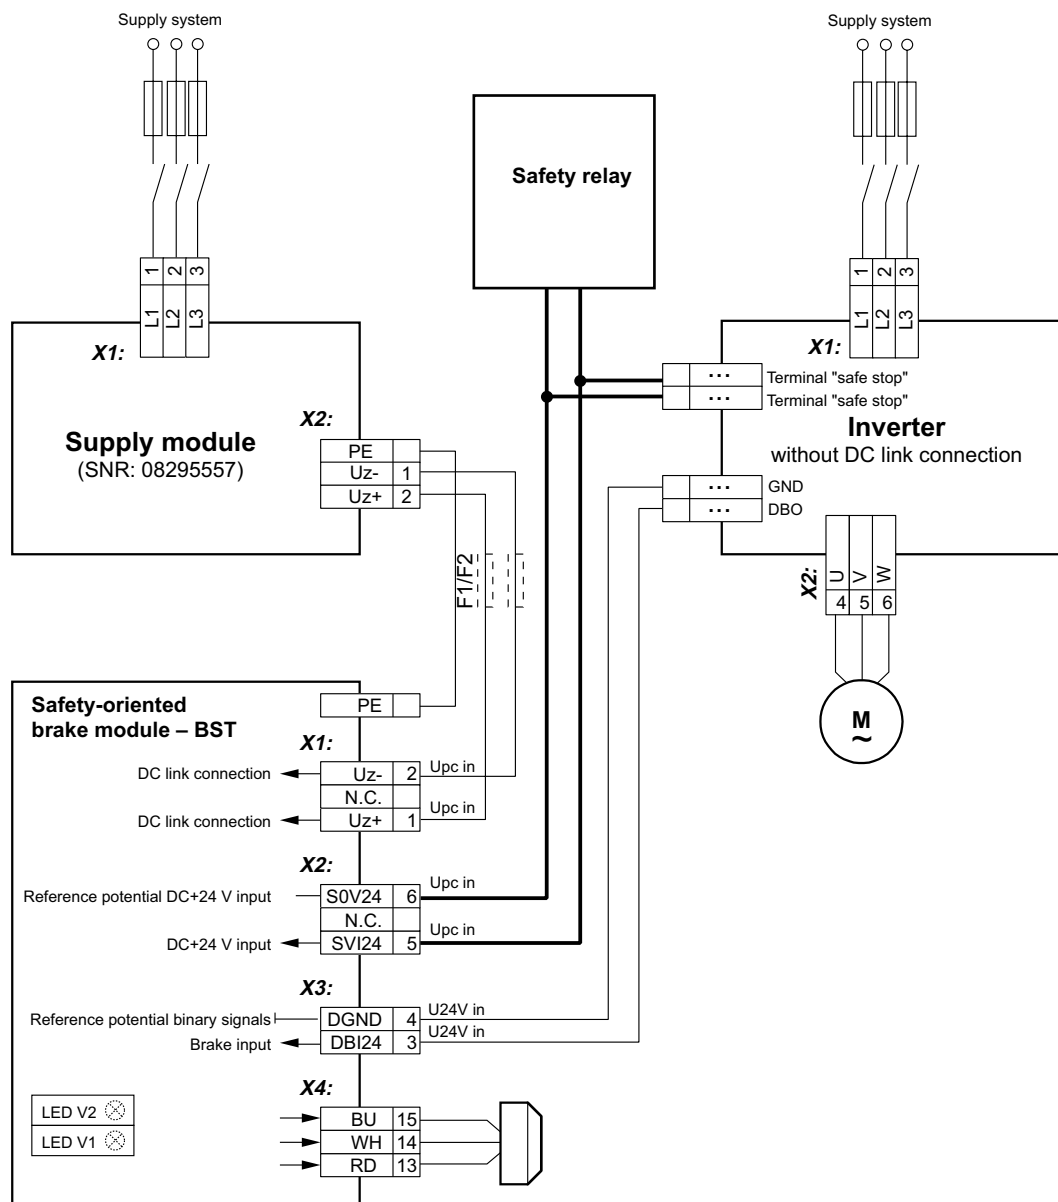 Supply system
Supply system
Safety relay
1
2
3
L1
L2
L3
X1:
1
2
3
L1
L2
L3
X1:
... Terminal "safe stop"
... Terminal "safe stop"
Supply module
(SNR: 08295557)
X2:
PE
Uz- 1
Uz+ 2
Inverter
without DC link connection
... GND
... DBO
F1/F2
X2:
U
V
W
4
5
6
M
~
Safety-oriented
brake module – BST
PE
X1:
DC link connection
Uz- 2
Upc in
N.C.
DC link connection
Uz+ 1
Upc in
X2:
Reference potential DC+24 V input
S0V24 6
Upc in
N.C.
DC+24 V input
SVI24 5
Upc in
X3:
Reference potential binary signals
DGND 4
U24V in
Brake input
DBI24 3
U24V in
X4:
LED V2
LED V1
BU 15
WH 14
RD 13